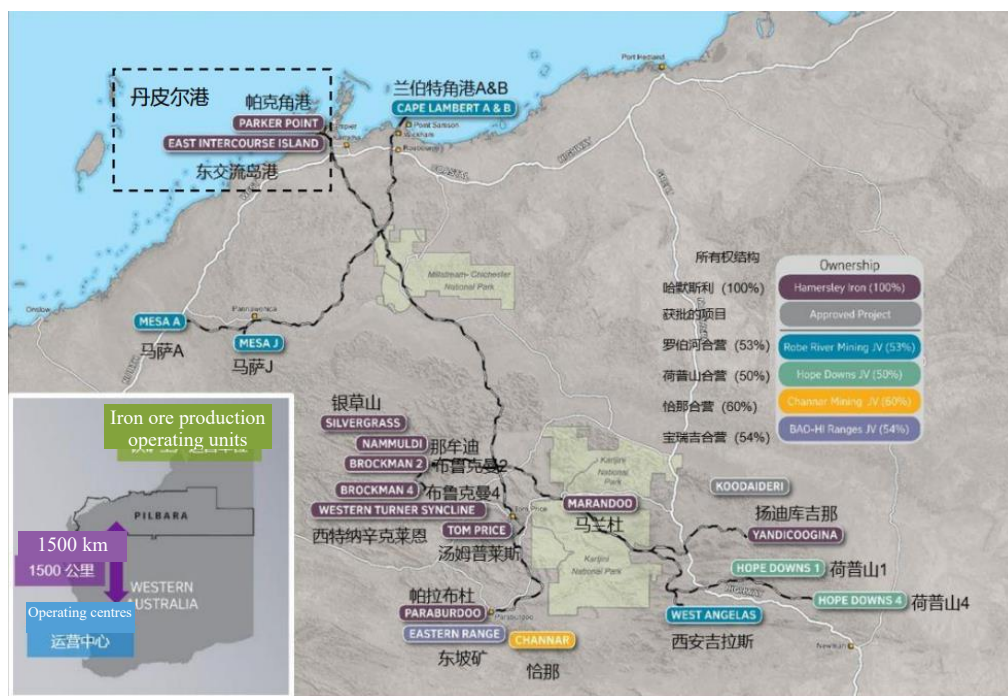 Port Hedland
兰伯特角港A&B
CAPE LAMBERT A & B
丹皮尔港
帕克角港
PARKER POINT
EAST INTERCOURSE ISLAND
东交流岛港
Point Samson
Wickham
Roebourne
COASTAL
HIGHWAY
GREAT
Millstream-Chichester
National Park
所有权结构
Ownership
哈默斯利 (100%)
Hamersley Iron (100%)
获批的项目
Approved Project
罗伯河合营 (53%)
Robe River Mining JV (53%)
荷普山合营 (50%)
Hope Downs JV (50%)
恰那合营 (60%)
Channar Mining JV (60%)
宝瑞吉合营 (54%)
BAO-HI Ranges JV (54%)
Onslow
Pannawonica
MESA A
马萨A
MESA J
马萨J
银草山
SILVERGRASS
NAMMULDI
那牟迪
BROCKMAN 2
布鲁克曼2
BROCKMAN 4
布鲁克曼4
WESTERN TURNER SYNCLINE
西特纳辛克莱恩
Tom Price
TOM PRICE
汤姆普莱斯
MARANDOO
马兰杜
Karijini
National Park
Karijini
National Park
KOODAIDERI
扬迪库吉那
YANDICOOGINA
HOPE DOWNS 1
荷普山1
HOPE DOWNS 4
荷普山4
HIGHWAY
WEST ANGELAS
西安吉拉斯
Newman
帕拉布杜
PARABURDOO
Paraburdoo
EASTERN RANGE
东坡矿
CHANNAR
恰那
Iron ore production
operating units
PILBARA
1500 km
1500 公里
WESTERN
AUSTRALIA
Operating centres
运营中心